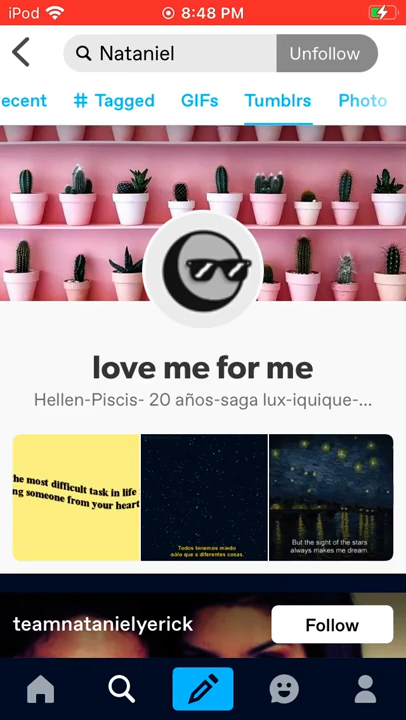 iPod 8:48 PM
Nataniel Unfollow
ecent # Tagged GIFs Tumblrs Photo
love me for me
Hellen-Piscis- 20 años-saga lux-iquique-...
he most difficult task in life
ng someone from your heart
Todos tenemos miedo
sólo que a diferentes cosas.
But the sight of the stars
always makes me dream.
teamnatanielyerick Follow